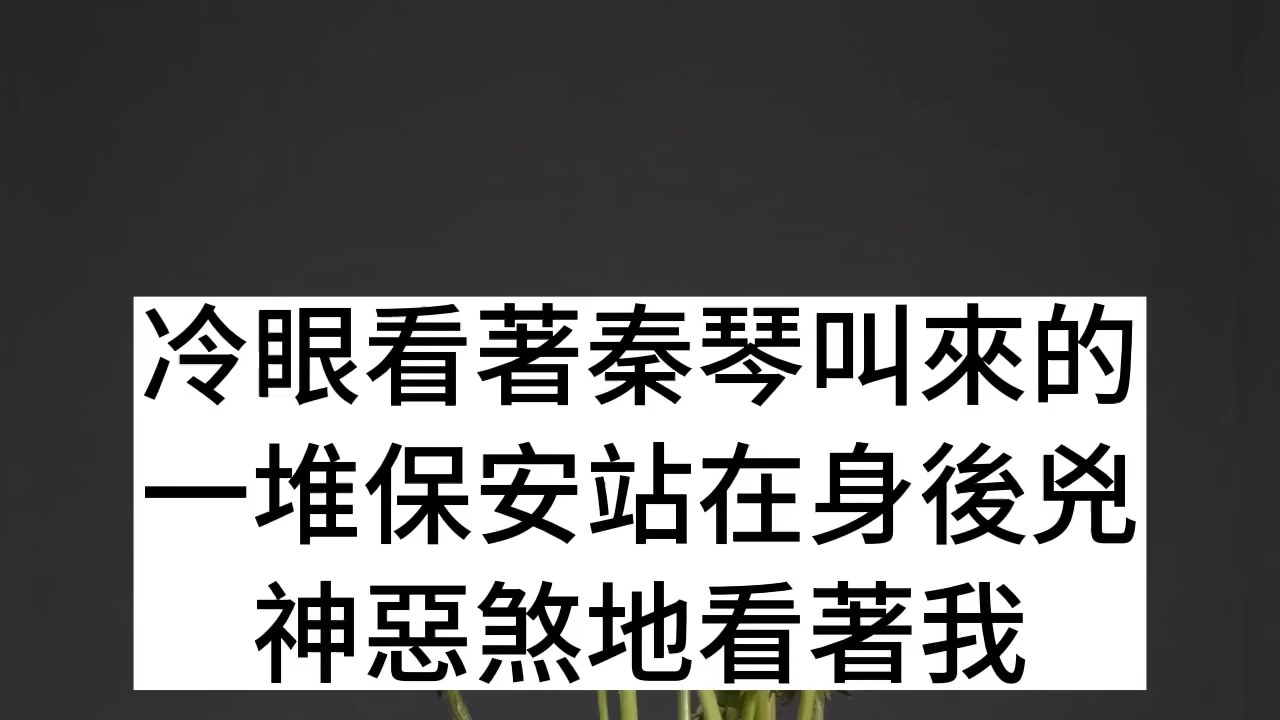 冷眼看著秦琴叫來的
一堆保安站在身後兇
神惡煞地看著我